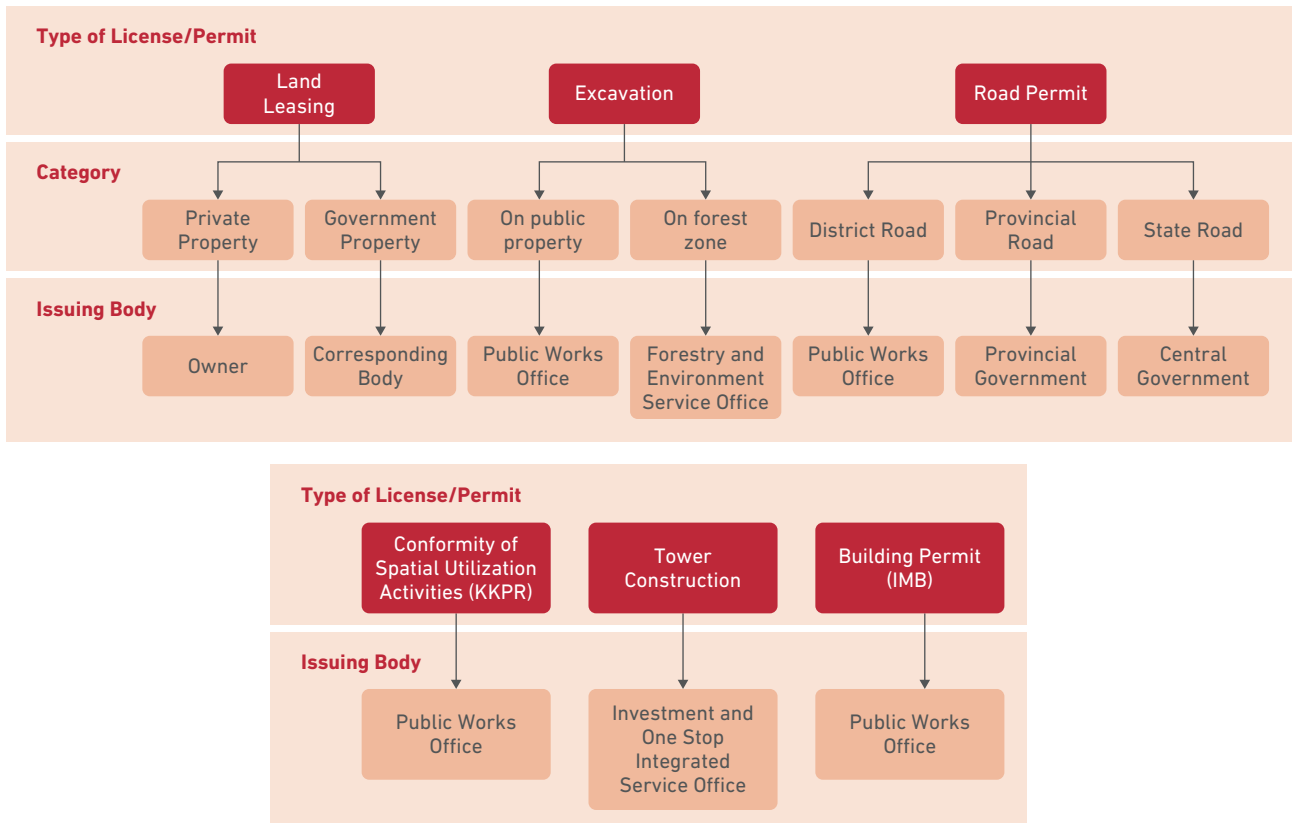 Type of License/Permit
Land
Leasing
Excavation
Road Permit
Category
Private
Property
Government
Property
On public
property
On forest
zone
District Road
Provincial
Road
State Road
Issuing Body
Owner
Corresponding
Body
Public Works
Office
Forestry and
Environment
Service Office
Public Works
Office
Provincial
Government
Central
Government
Type of License/Permit
Conformity of
Spatial Utilization
Activities (KKPR)
Tower
Construction
Building Permit
(IMB)
Issuing Body
Public Works
Office
Investment and
One Stop
Integrated
Service Office
Public Works
Office